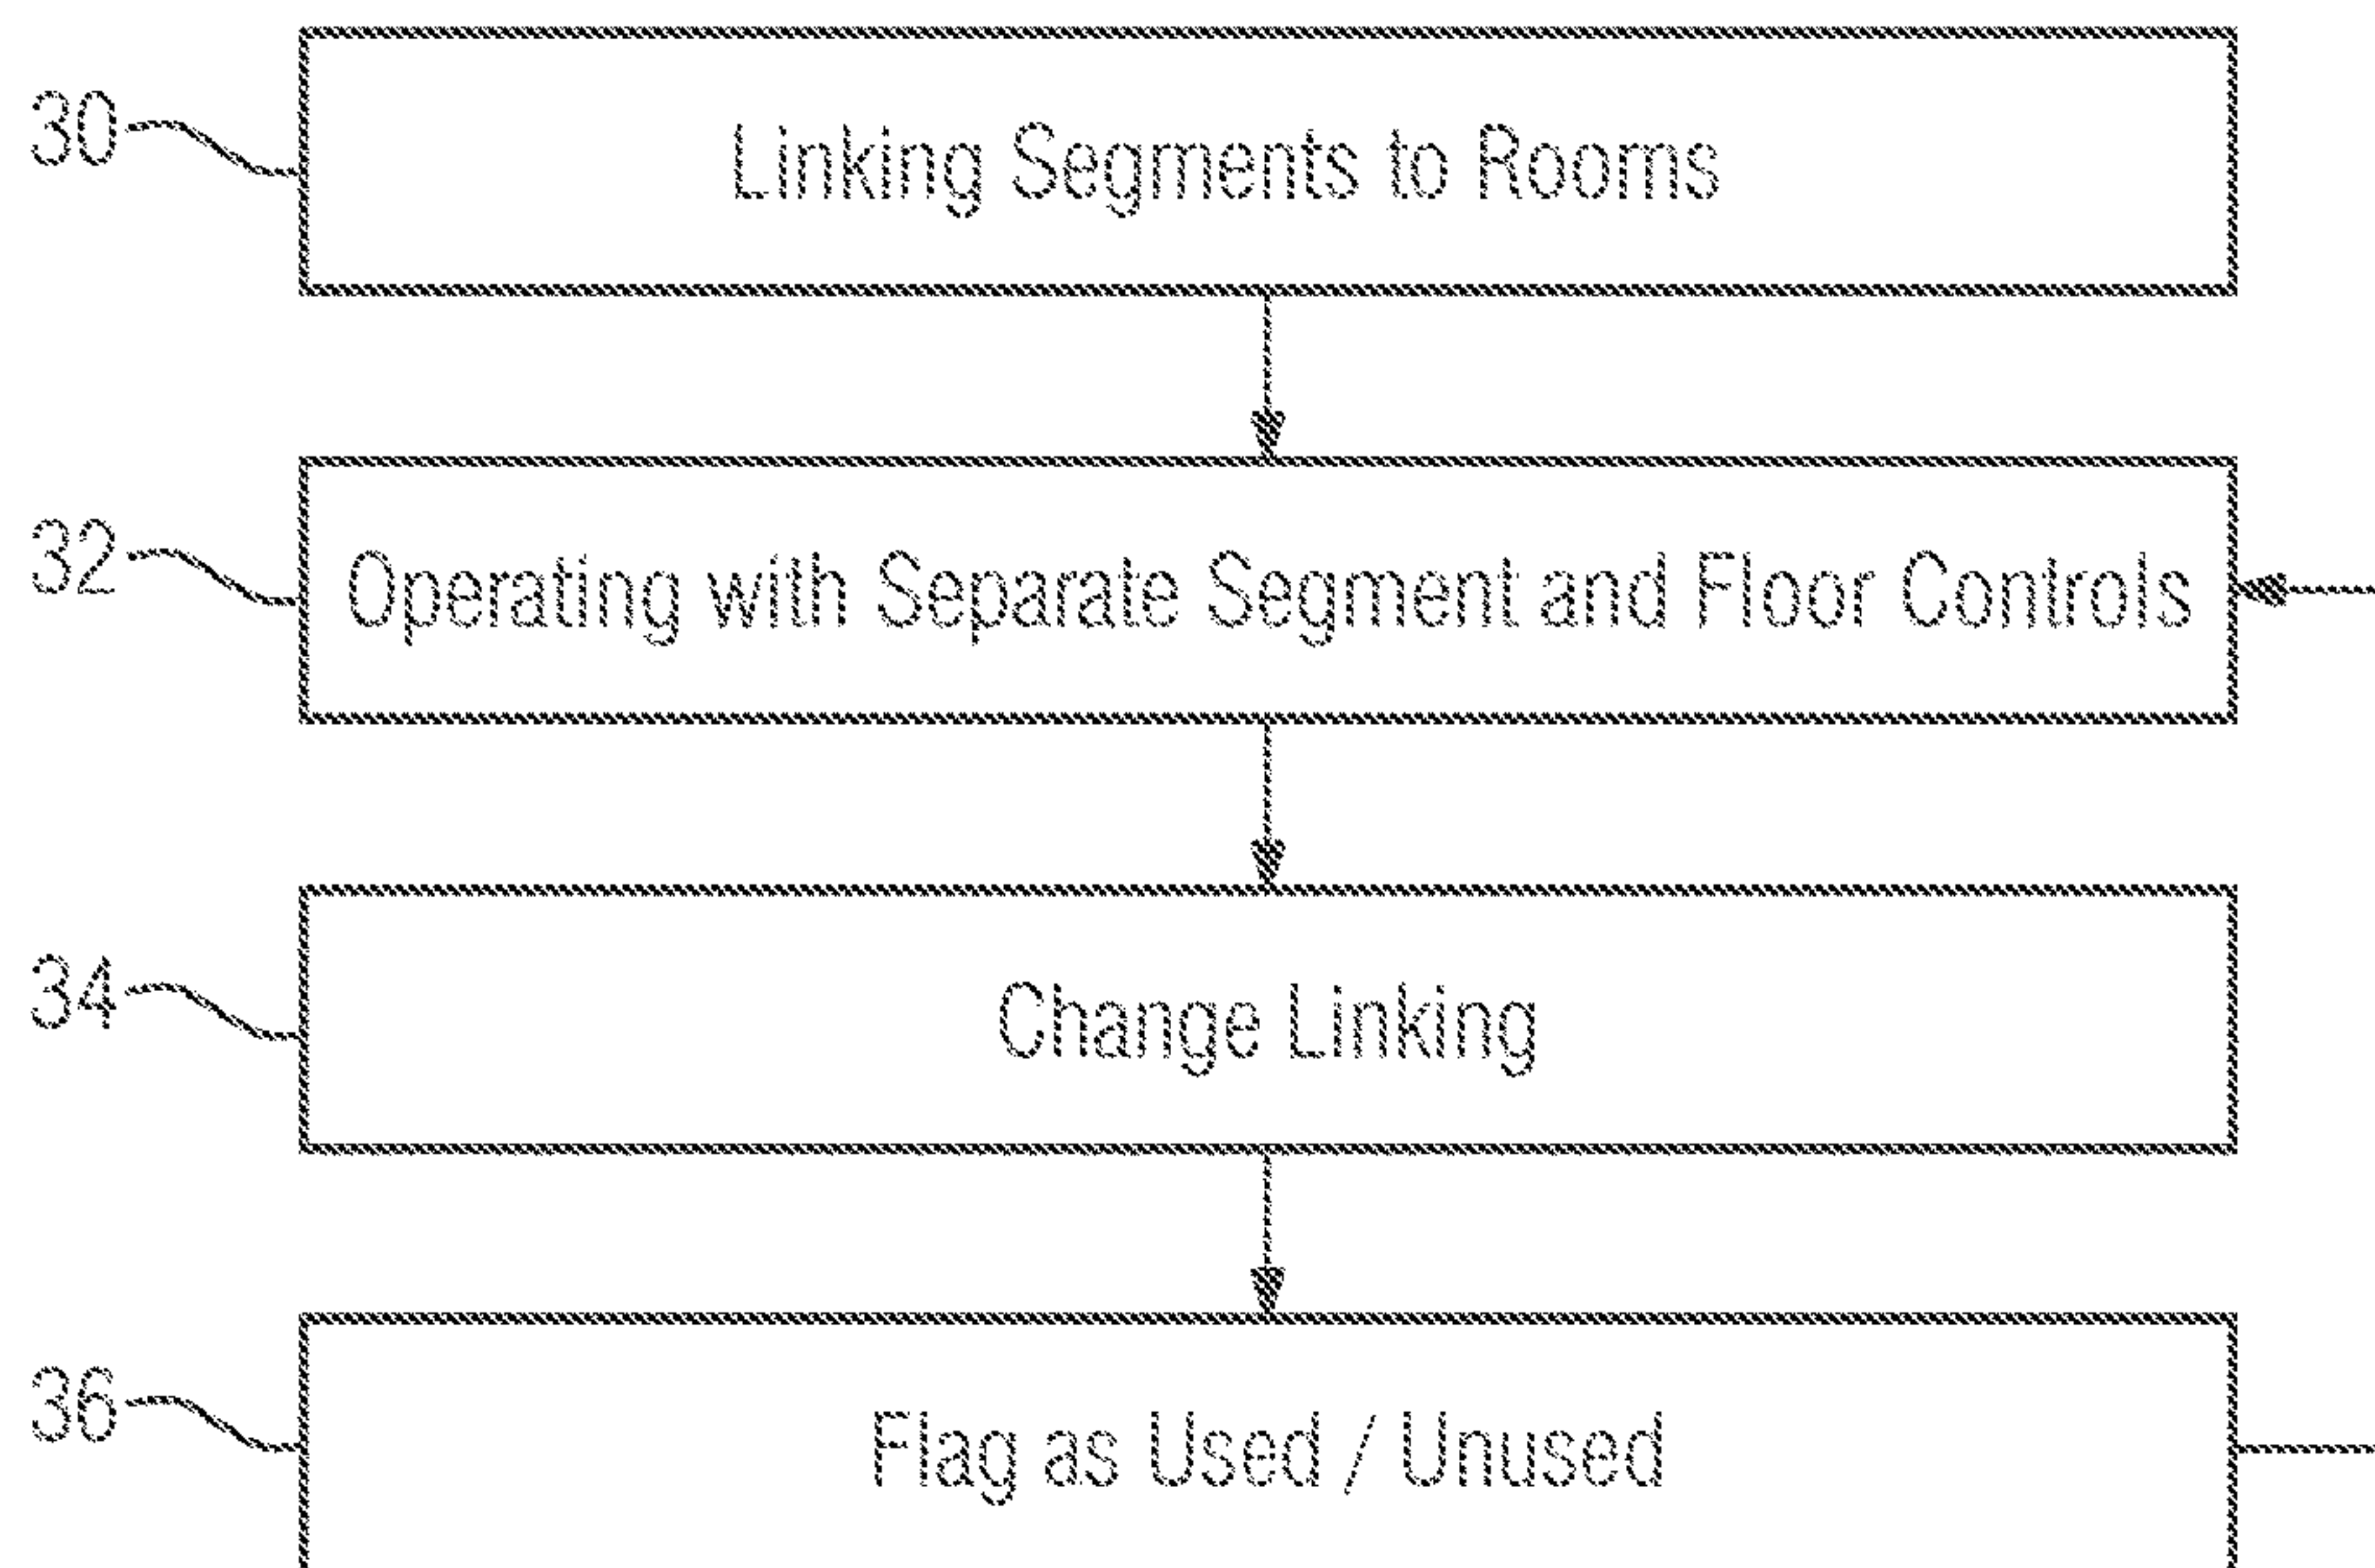 30
Linking Segments to Rooms
32
Operating with Separate Segment and Floor Controls
34
Change Linking
36
Flag as Used / Unused